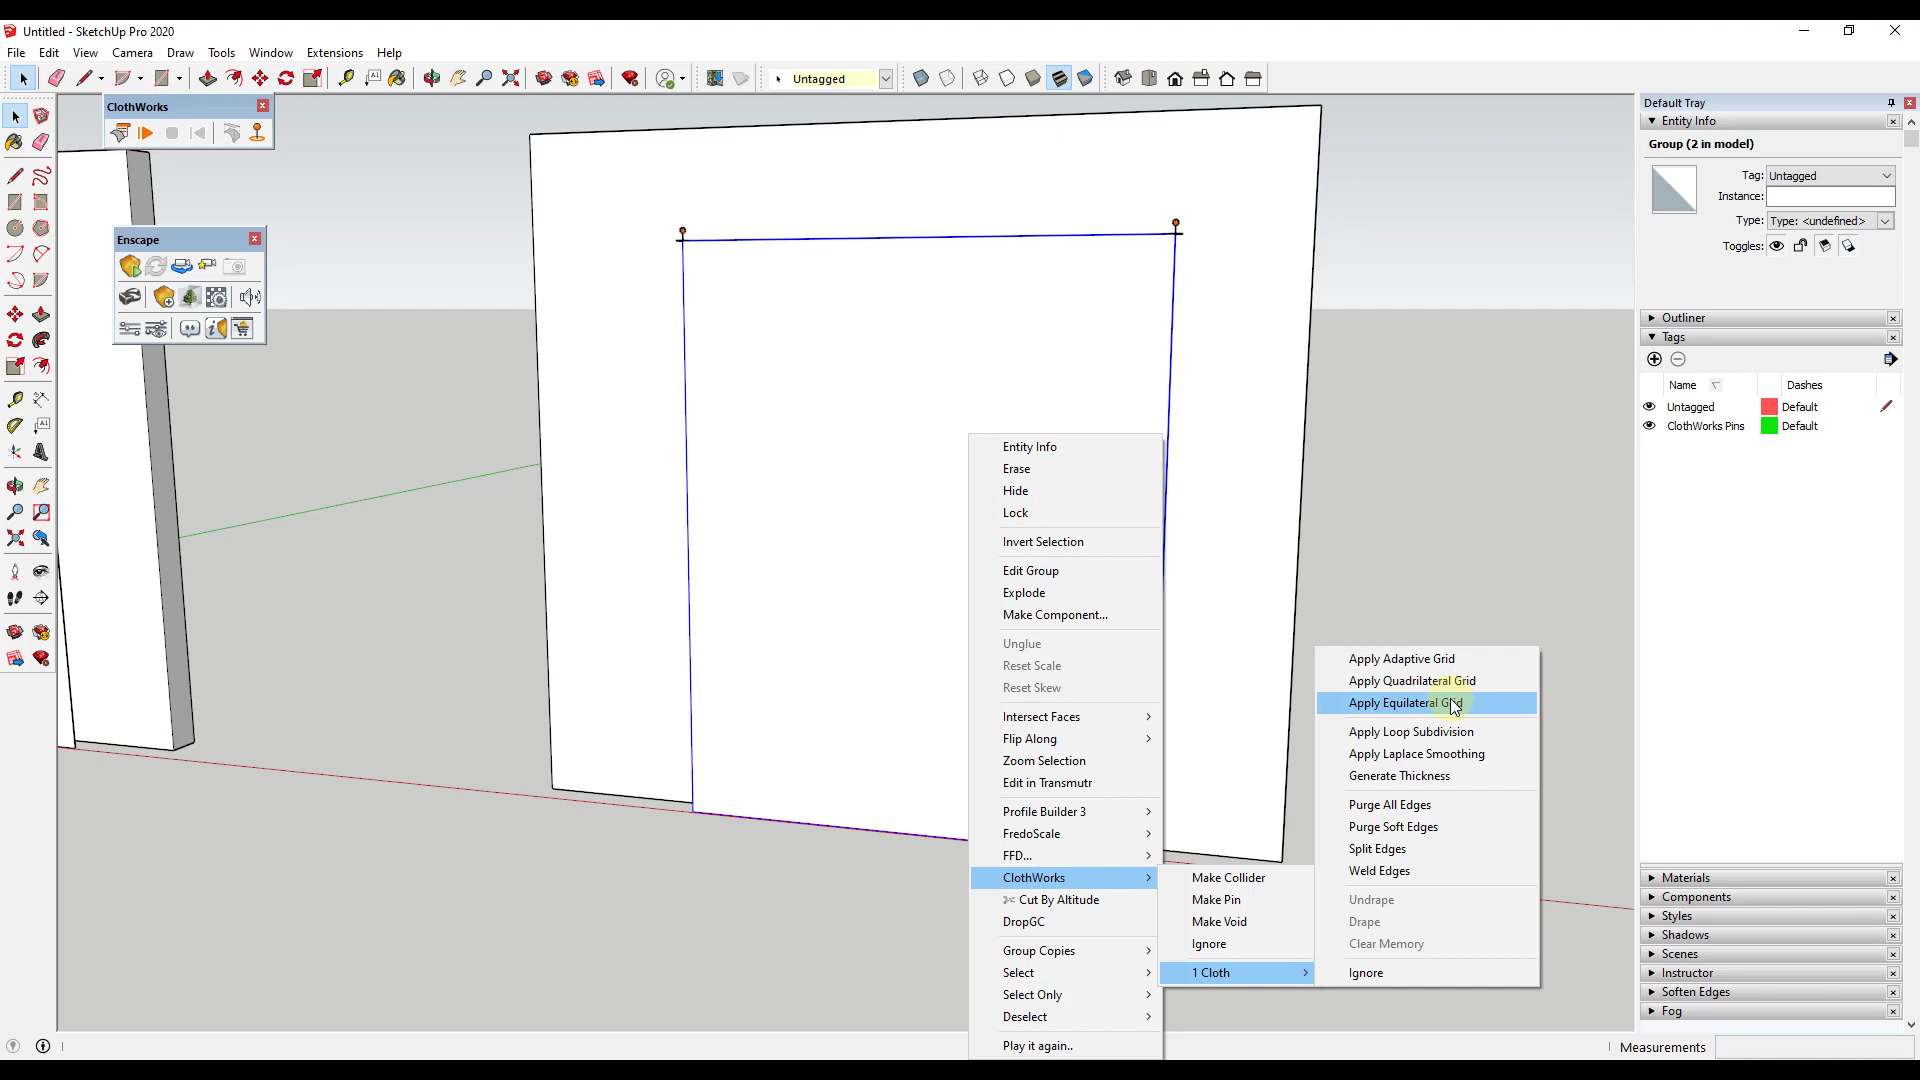 Untitled - SketchUp Pro 2020
File Edit View Camera Draw Tools Window Extensions Help
Untagged
ClothWorks
Enscape
Default Tray
Entity Info
Group (2 in model)
Tag: Untagged
Instance:
Type: Type: <undefined>
Toggles:
Outliner
Tags
Name Dashes
Untagged Default
ClothWorks Pins Default
Entity Info
Erase
Hide
Lock
Invert Selection
Edit Group
Explode
Make Component...
Unglue
Reset Scale
Reset Skew
Intersect Faces
Flip Along
Zoom Selection
Edit in Transmutr
Profile Builder 3
FredoScale
FFD...
ClothWorks
Cut By Altitude
DropGC
Group Copies
Select
Select Only
Deselect
Play it again..
Make Collider
Make Pin
Make Void
Ignore
1 Cloth
Apply Adaptive Grid
Apply Quadrilateral Grid
Apply Equilateral Grid
Apply Loop Subdivision
Apply Laplace Smoothing
Generate Thickness
Purge All Edges
Purge Soft Edges
Split Edges
Weld Edges
Undrape
Drape
Clear Memory
Ignore
Materials
Components
Styles
Shadows
Scenes
Instructor
Soften Edges
Fog
Measurements